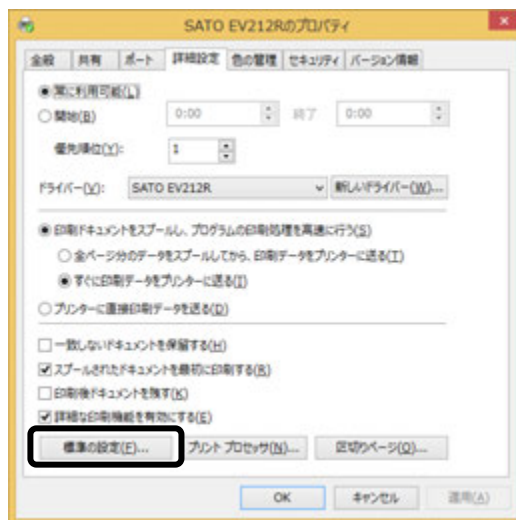 SATO EV212Rのプロパティ
全般 共有 ポート 詳細設定 色の管理 セキュリティ バージョン情報
常に利用可能(L)
開始(B) 0:00 終了 0:00
優先順位(Y): 1
ドライバー(V): SATO EV212R 新しいドライバー(W)...
印刷ドキュメントをスプールし、プログラムの印刷処理を高速に行う(S)
全ページ分のデータをスプールしてから、印刷データをプリンターに送る(T)
すぐに印刷データをプリンターに送る(I)
プリンターに直接印刷データを送る(D)
一致しないドキュメントを保留する(H)
スプールされたドキュメントを最初に印刷する(R)
印刷後ドキュメントを残す(K)
詳細な印刷機能を有効にする(E)
標準の設定(F)... プリント プロセッサ(N)... 区切りページ(O)...
OK キャンセル 適用(A)